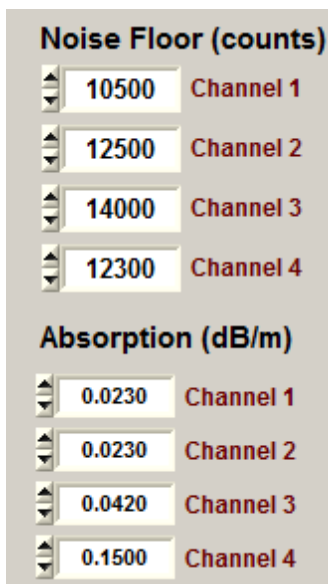 Noise Floor (counts)
10500 Channel 1
12500 Channel 2
14000 Channel 3
12300 Channel 4
Absorption (dB/m)
0.0230 Channel 1
0.0230 Channel 2
0.0420 Channel 3
0.1500 Channel 4